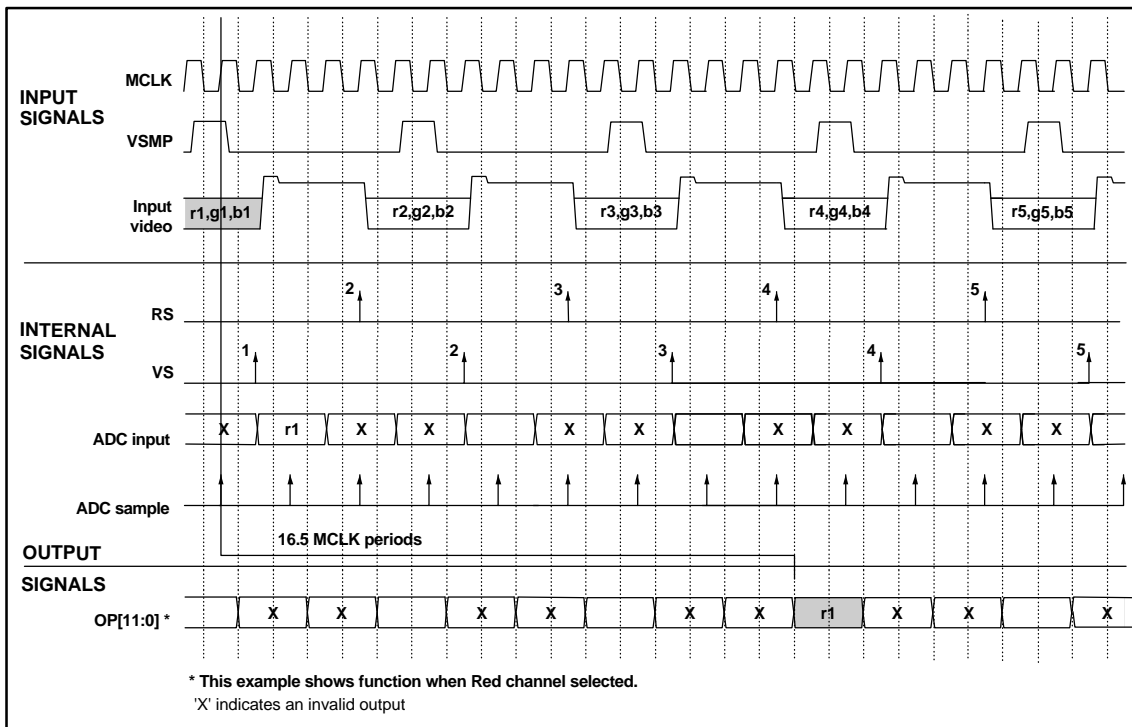 MCLK
INPUT
SIGNALS
VSMP
Input
video
r1,g1,b1 r2,g2,b2 r3,g3,b3 r4,g4,b4 r5,g5,b5
2 3 4 5
RS
INTERNAL
SIGNALS
1 2 3 4 5
VS
ADC input X r1 X X X X X X X X
ADC sample
16.5 MCLK periods
OUTPUT
SIGNALS
OP[11:0] * X X X X X X r1 X X X
* This example shows function when Red channel selected.
'X' indicates an invalid output